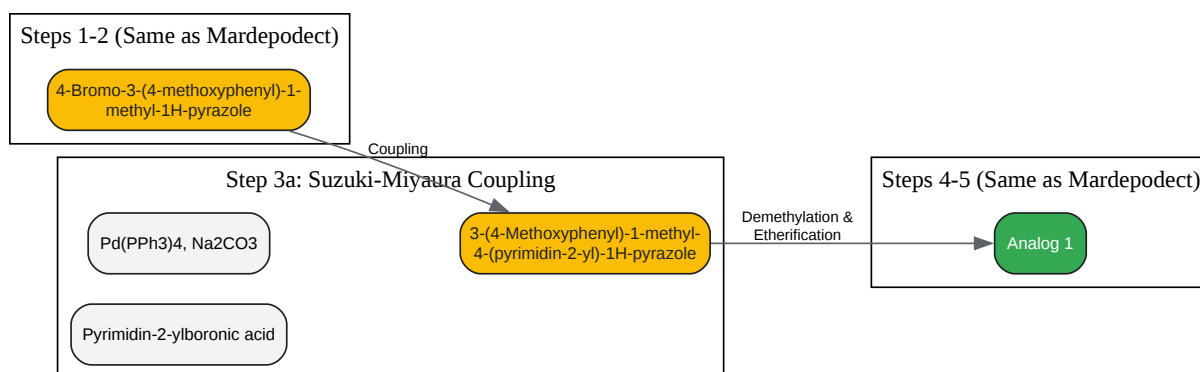 Steps 1-2 (Same as Mardepodect)
4-Bromo-3-(4-methoxyphenyl)-1-
methyl-1H-pyrazole
Coupling
Step 3a: Suzuki-Miyaura Coupling
Pd(PPh3)4, Na2CO3
3-(4-Methoxyphenyl)-1-methyl-
4-(pyrimidin-2-yl)-1H-pyrazole
Pyrimidin-2-ylboronic acid
Demethylation &
Etherification
Steps 4-5 (Same as Mardepodect)
Analog 1